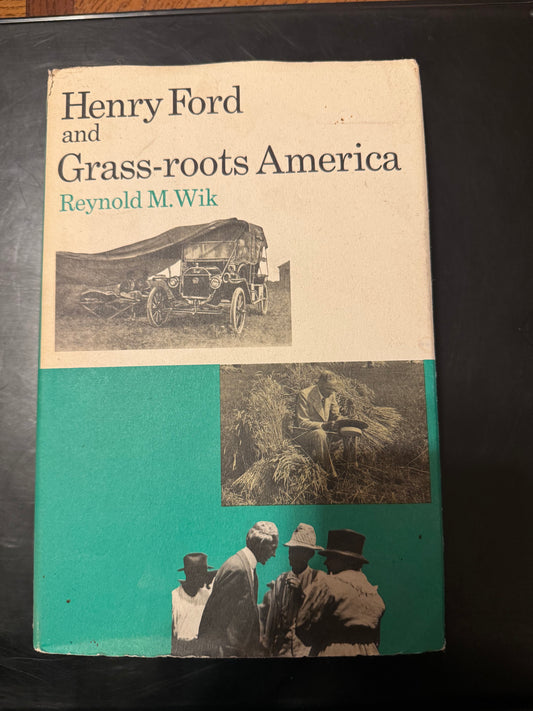 Henry Ford
and
Grass-roots America
Reynold M. Wik